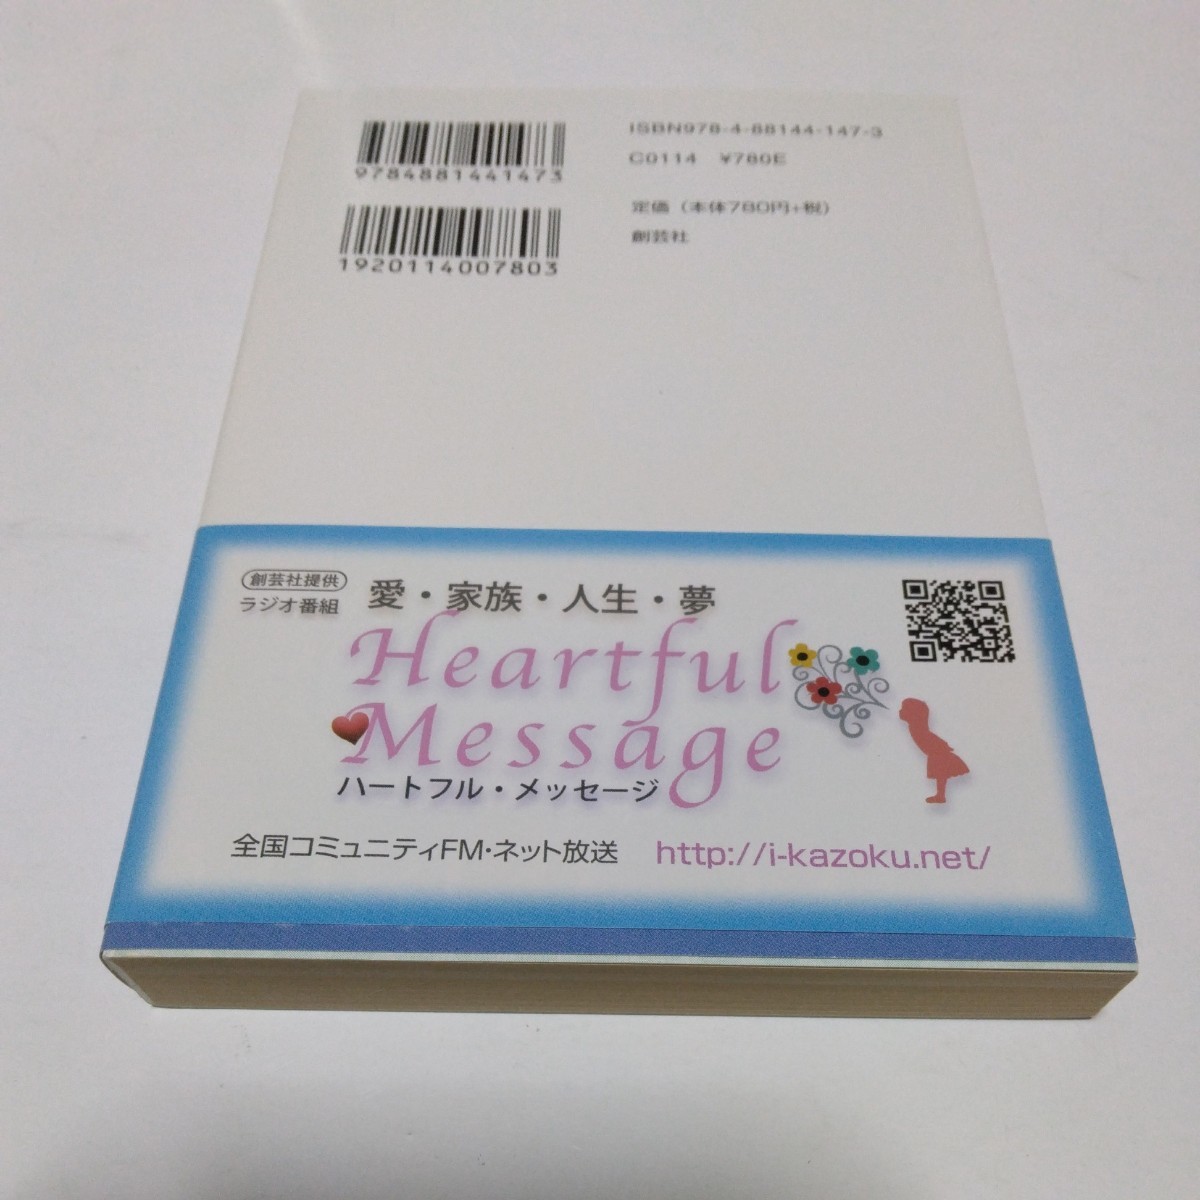 9784881441473
1920114007803
ISBN978-4-88144-147-3
C0114 ¥780E
定価（本体780円+税）
創芸社
創芸社提供
ラジオ番組
愛・家族・人生・夢
Heartful
Message
ハートフル・メッセージ
全国コミュニティFM・ネット放送 http://i-kazoku.net/